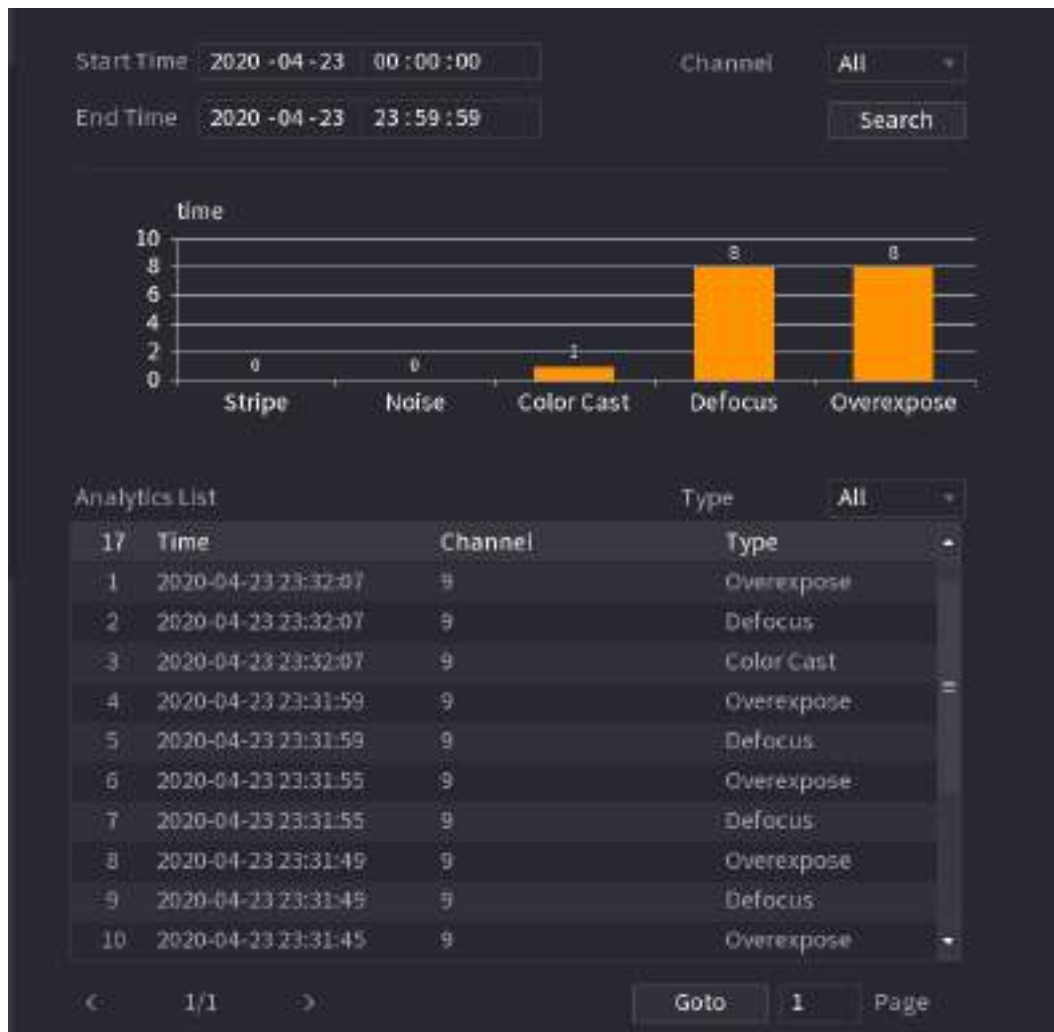 Start Time 2020 -04 -23 00 : 00 : 00 Channel All
End Time 2020 -04 -23 23 : 59 : 59 Search
time
10
8
6
4
2
0
0 0 1 8 8
Stripe Noise Color Cast Defocus Overexpose
Analytics List Type All
17 Time Channel Type
1 2020-04-23 23:32:07 9 Overexpose
2 2020-04-23 23:32:07 9 Defocus
3 2020-04-23 23:32:07 9 Color Cast
4 2020-04-23 23:31:59 9 Overexpose
5 2020-04-23 23:31:59 9 Defocus
6 2020-04-23 23:31:55 9 Overexpose
7 2020-04-23 23:31:55 9 Defocus
8 2020-04-23 23:31:49 9 Overexpose
9 2020-04-23 23:31:49 9 Defocus
10 2020-04-23 23:31:45 9 Overexpose
< 1/1 > Goto 1 Page